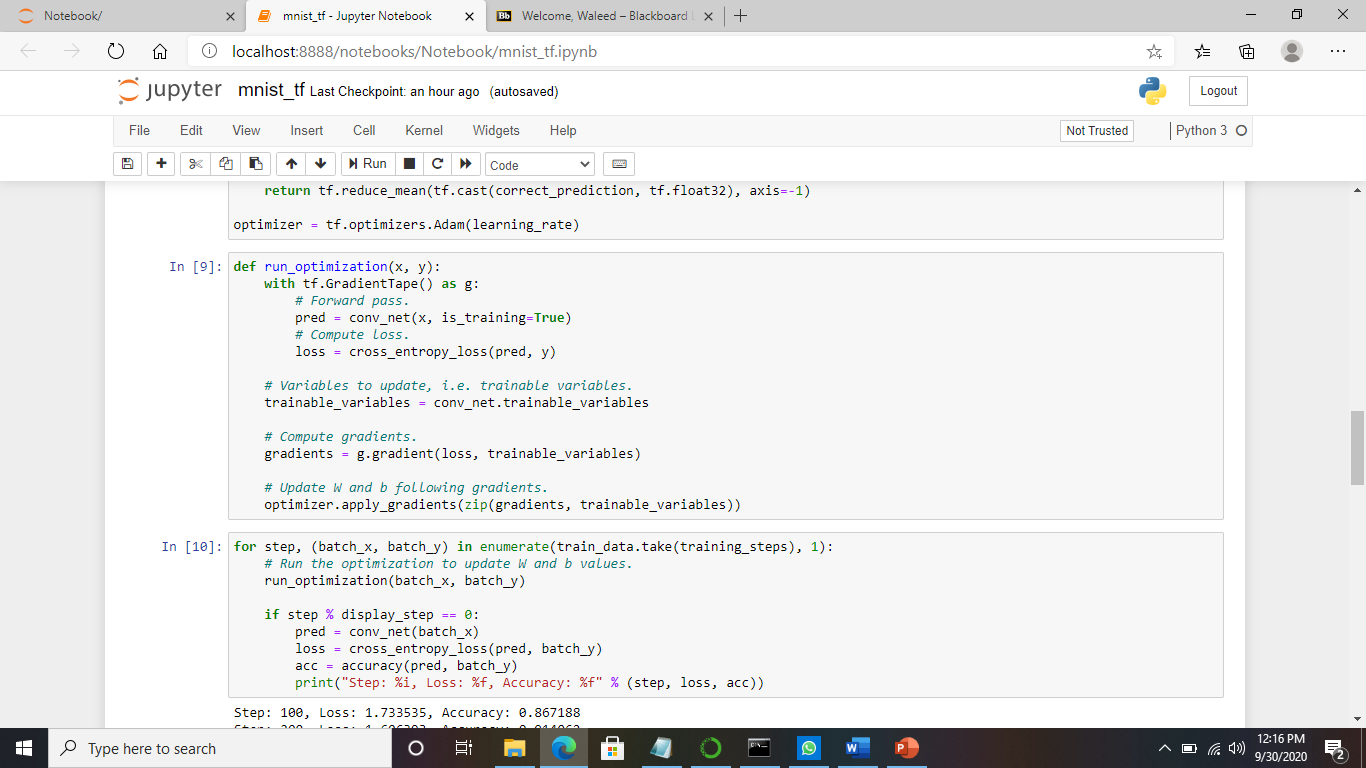 Notebook/
mnist_tf - Jupyter Notebook
Bb Welcome, Waleed – Blackboard
localhost:8888/notebooks/Notebook/mnist_tf.ipynb
jupyter mnist_tf Last Checkpoint: an hour ago (autosaved)
Logout
File Edit View Insert Cell Kernel Widgets Help
Not Trusted
Python 3
Run
Code
    return tf.reduce_mean(tf.cast(correct_prediction, tf.float32), axis=-1)
optimizer = tf.optimizers.Adam(learning_rate)
In [9]: def run_optimization(x, y):
    with tf.GradientTape() as g:
        # Forward pass.
        pred = conv_net(x, is_training=True)
        # Compute loss.
        loss = cross_entropy_loss(pred, y)
    # Variables to update, i.e. trainable variables.
    trainable_variables = conv_net.trainable_variables
    # Compute gradients.
    gradients = g.gradient(loss, trainable_variables)
    # Update W and b following gradients.
    optimizer.apply_gradients(zip(gradients, trainable_variables))
In [10]: for step, (batch_x, batch_y) in enumerate(train_data.take(training_steps), 1):
    # Run the optimization to update W and b values.
    run_optimization(batch_x, batch_y)
    if step % display_step == 0:
        pred = conv_net(batch_x)
        loss = cross_entropy_loss(pred, batch_y)
        acc = accuracy(pred, batch_y)
        print("Step: %i, Loss: %f, Accuracy: %f" % (step, loss, acc))
Step: 100, Loss: 1.733535, Accuracy: 0.867188
Type here to search
12:16 PM
9/30/2020
2